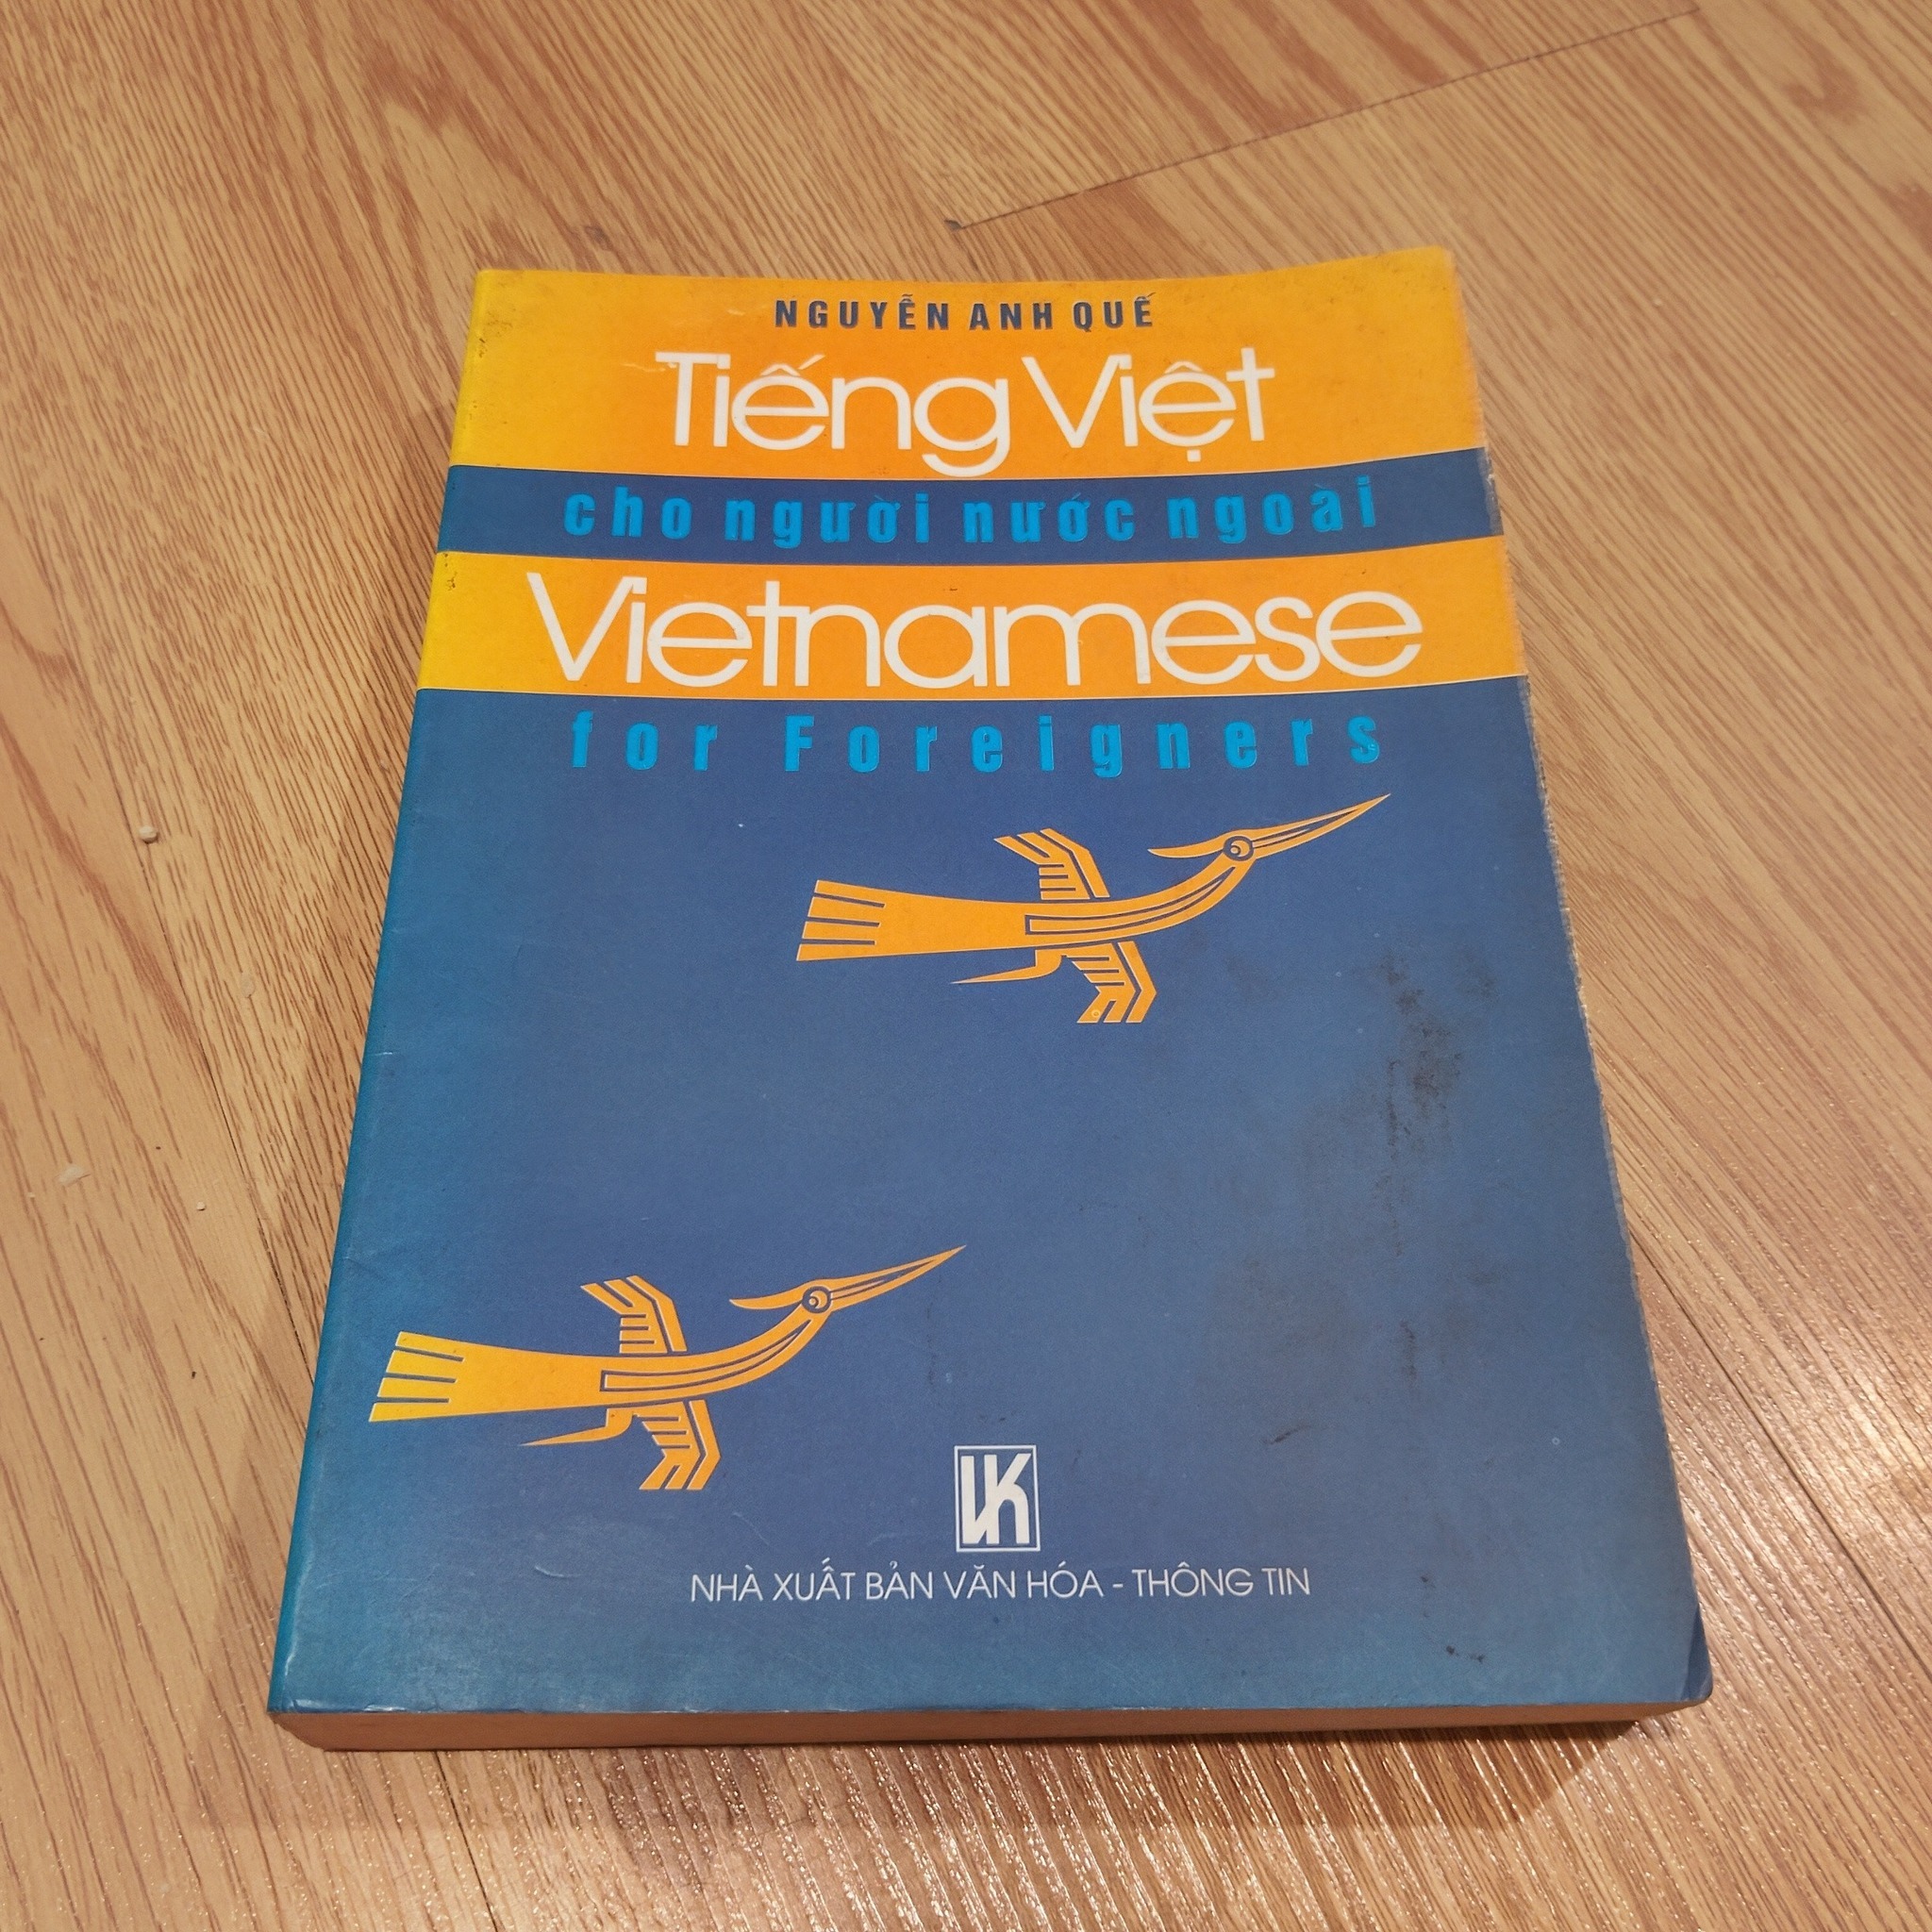 NGUYỄN ANH QUẾ
Tiếng Việt
cho người nước ngoài
Vietnamese
for Foreigners
VK
NHÀ XUẤT BẢN VĂN HÓA - THÔNG TIN